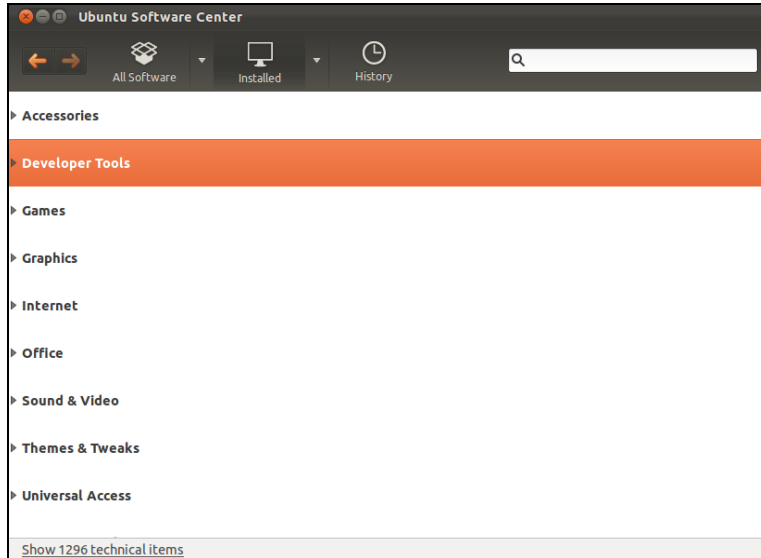 Ubuntu Software Center
All Software
Installed
History
Accessories
Developer Tools
Games
Graphics
Internet
Office
Sound & Video
Themes & Tweaks
Universal Access
Show 1296 technical items